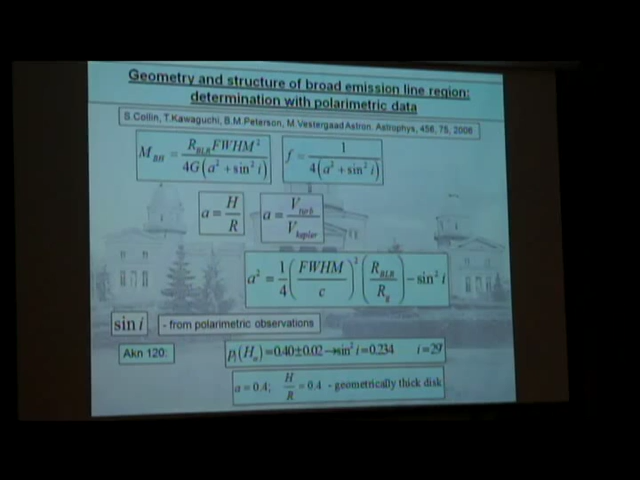 Geometry and structure of broad emission line region:
determination with polarimetric data
S.Collin, T.Kawaguchi, B.M.Peterson, M.Vestergaad Astron. Astrophys, 456, 75, 2006
M_BH = R_BLR FWHM² / 4G(a² + sin² i)
f = 1 / 4(a² + sin² i)
a = H / R
a = V_turb / V_kepler
a² = 1/4 (FWHM / c)² (R_BLR / R_g) − sin² i
sin i - from polarimetric observations
Akn 120: p_l(H_α) = 0.40±0.02 → sin² i = 0.234 i = 29°
a = 0.4; H/R = 0.4 - geometrically thick disk